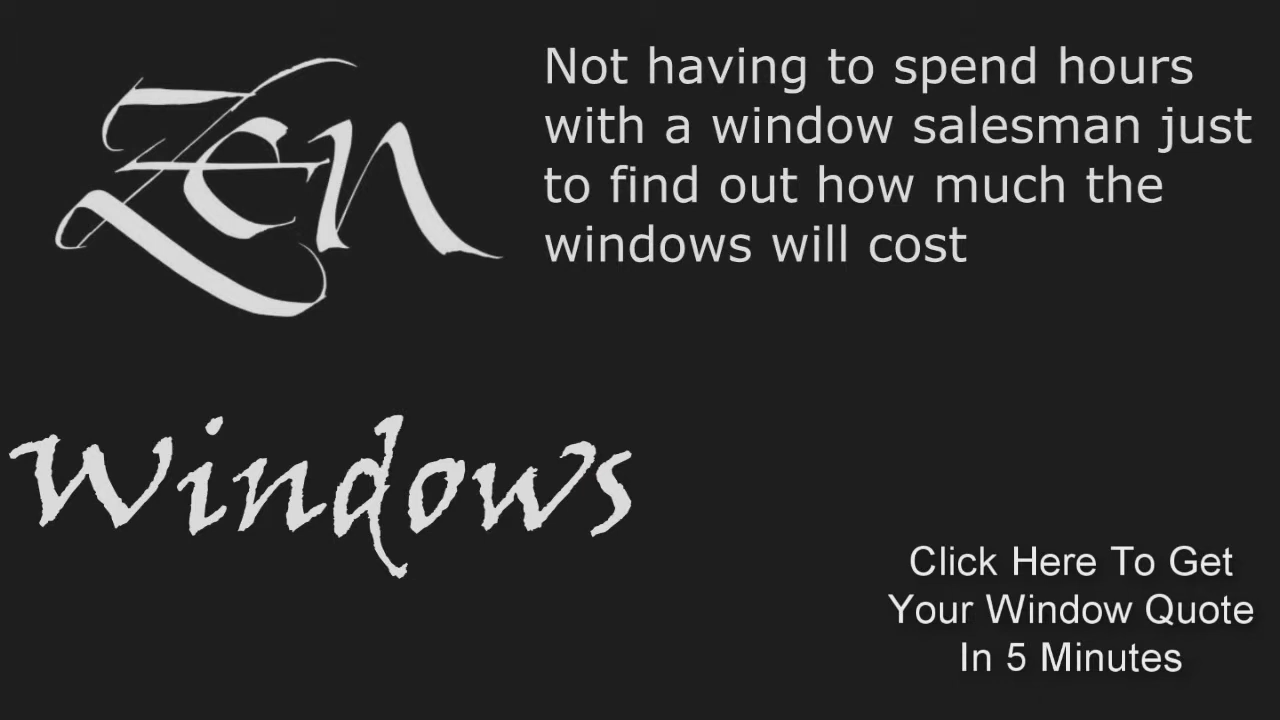 Zen
Not having to spend hours
with a window salesman just
to find out how much the
windows will cost
Windows
Click Here To Get
Your Window Quote
In 5 Minutes